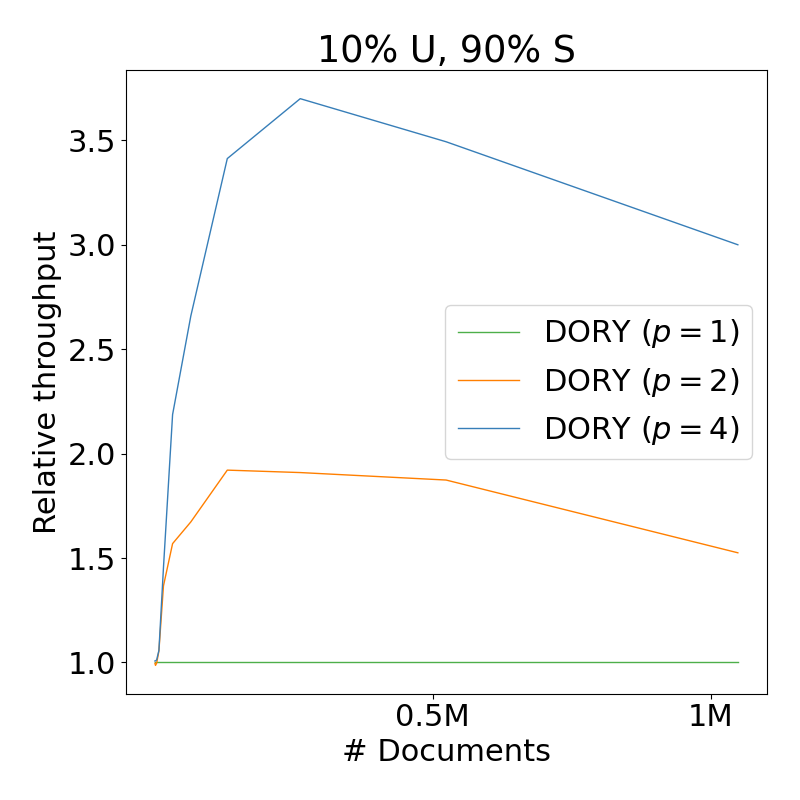 10% U, 90% S
Relative throughput
3.5
3.0
2.5
2.0
1.5
1.0
DORY (p = 1)
DORY (p = 2)
DORY (p = 4)
0.5M 1M
# Documents